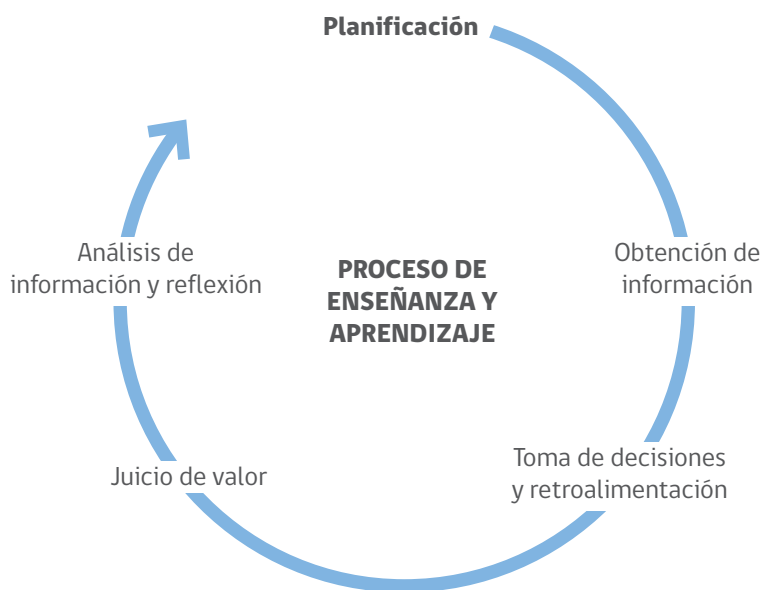 Planificación
Obtención de
información
Toma de decisiones
y retroalimentación
Juicio de valor
Análisis de
información y reflexión
PROCESO DE
ENSEÑANZA Y
APRENDIZAJE